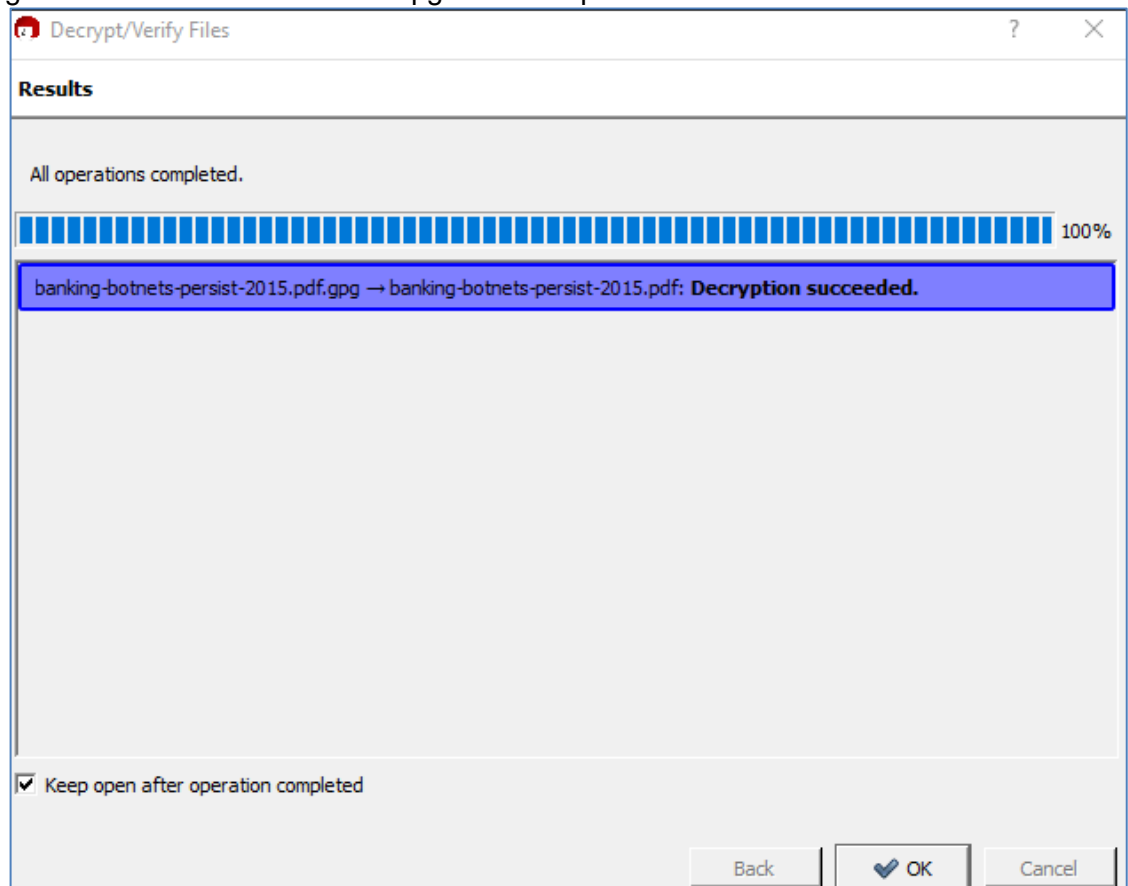 Decrypt/Verify Files ?
Results
All operations completed.
100%
banking-botnets-persist-2015.pdf.gpg → banking-botnets-persist-2015.pdf: Decryption succeeded.
Keep open after operation completed
Back OK Cancel